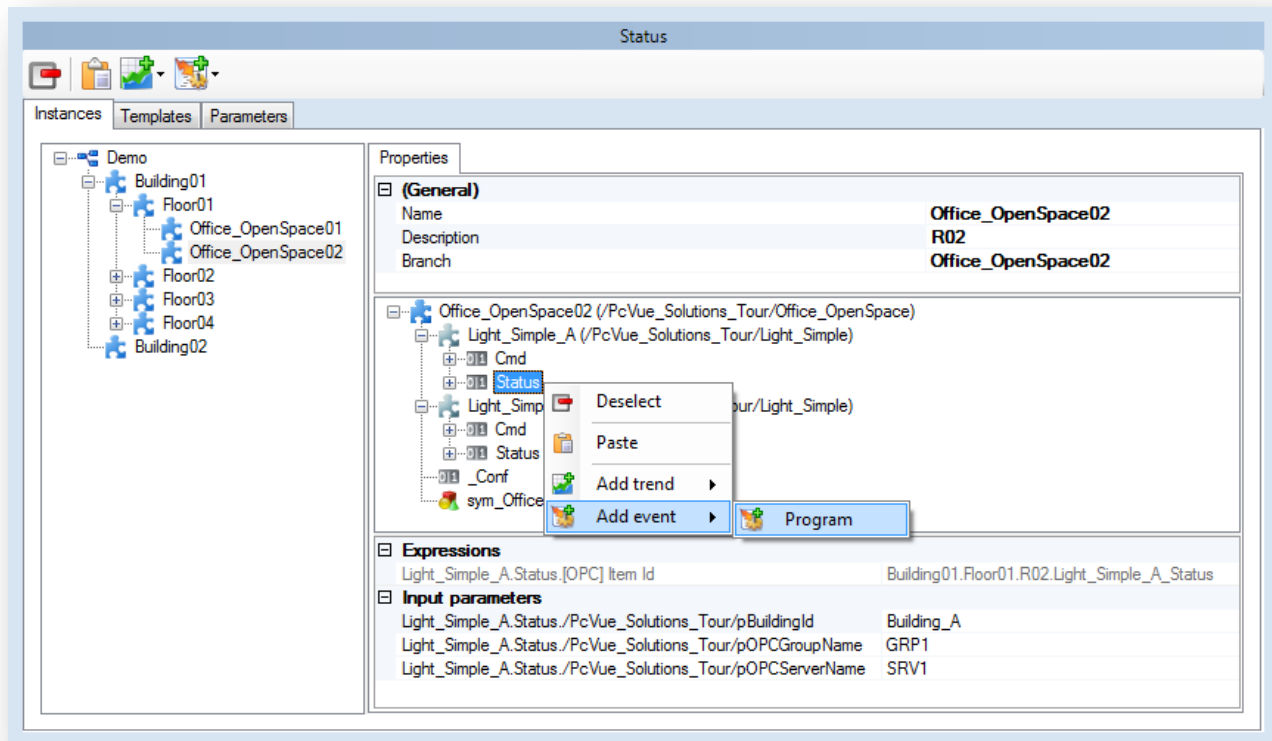 Status
Instances
Templates
Parameters
Demo
Building01
Floor01
Office_OpenSpace01
Office_OpenSpace02
Floor02
Floor03
Floor04
Building02
Properties
(General)
Name Office_OpenSpace02
Description R02
Branch Office_OpenSpace02
Office_OpenSpace02 (/PcVue_Solutions_Tour/Office_OpenSpace)
Light_Simple_A (/PcVue_Solutions_Tour/Light_Simple)
Cmd
Status
Light_Simp our/Light_Simple)
Cmd
Status
_Conf
sym_Office
Deselect
Paste
Add trend
Add event
Program
Expressions
Light_Simple_A.Status.[OPC] Item Id Building01.Floor01.R02.Light_Simple_A_Status
Input parameters
Light_Simple_A.Status./PcVue_Solutions_Tour/pBuildingId Building_A
Light_Simple_A.Status./PcVue_Solutions_Tour/pOPCGroupName GRP1
Light_Simple_A.Status./PcVue_Solutions_Tour/pOPCServerName SRV1